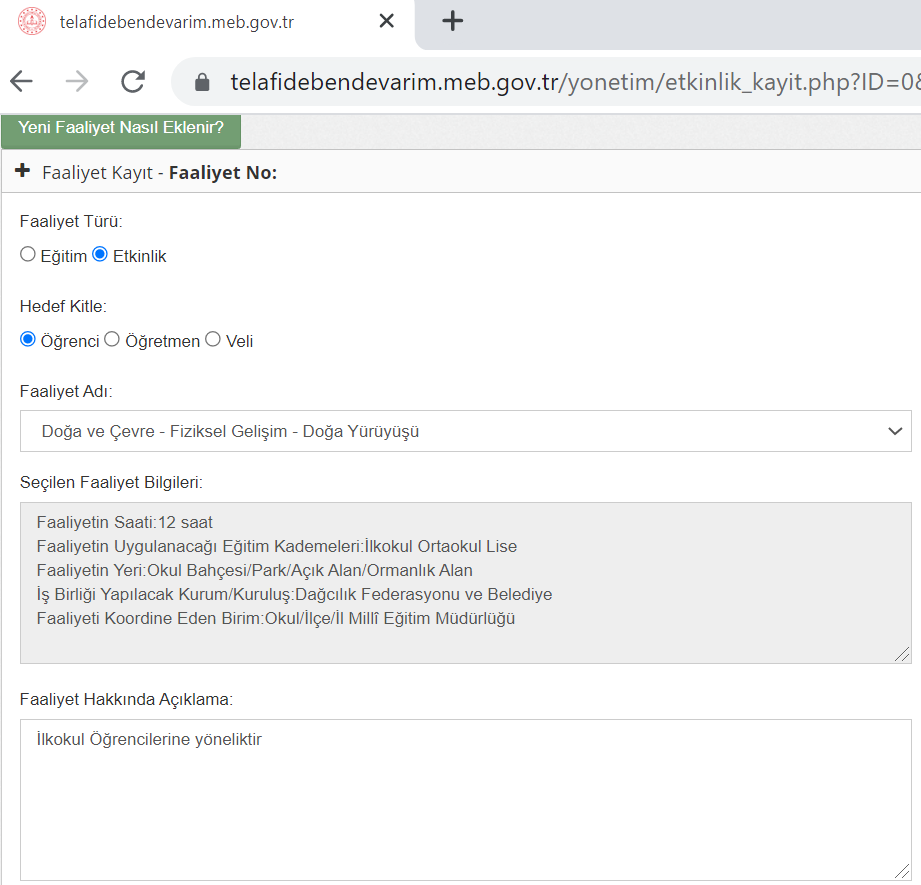 telafidebendevarim.meb.gov.tr
telafidebendevarim.meb.gov.tr/yonetim/etkinlik_kayit.php?ID=0&
Yeni Faaliyet Nasıl Eklenir?
Faaliyet Kayıt - Faaliyet No:
Faaliyet Türü:
Eğitim Etkinlik
Hedef Kitle:
Öğrenci Öğretmen Veli
Faaliyet Adı:
Doğa ve Çevre - Fiziksel Gelişim - Doğa Yürüyüşü
Seçilen Faaliyet Bilgileri:
Faaliyetin Saati:12 saat
Faaliyetin Uygulanacağı Eğitim Kademeleri:İlkokul Ortaokul Lise
Faaliyetin Yeri:Okul Bahçesi/Park/Açık Alan/Ormanlık Alan
İş Birliği Yapılacak Kurum/Kuruluş:Dağcılık Federasyonu ve Belediye
Faaliyeti Koordine Eden Birim:Okul/İlçe/İl Millî Eğitim Müdürlüğü
Faaliyet Hakkında Açıklama:
İlkokul Öğrencilerine yöneliktir